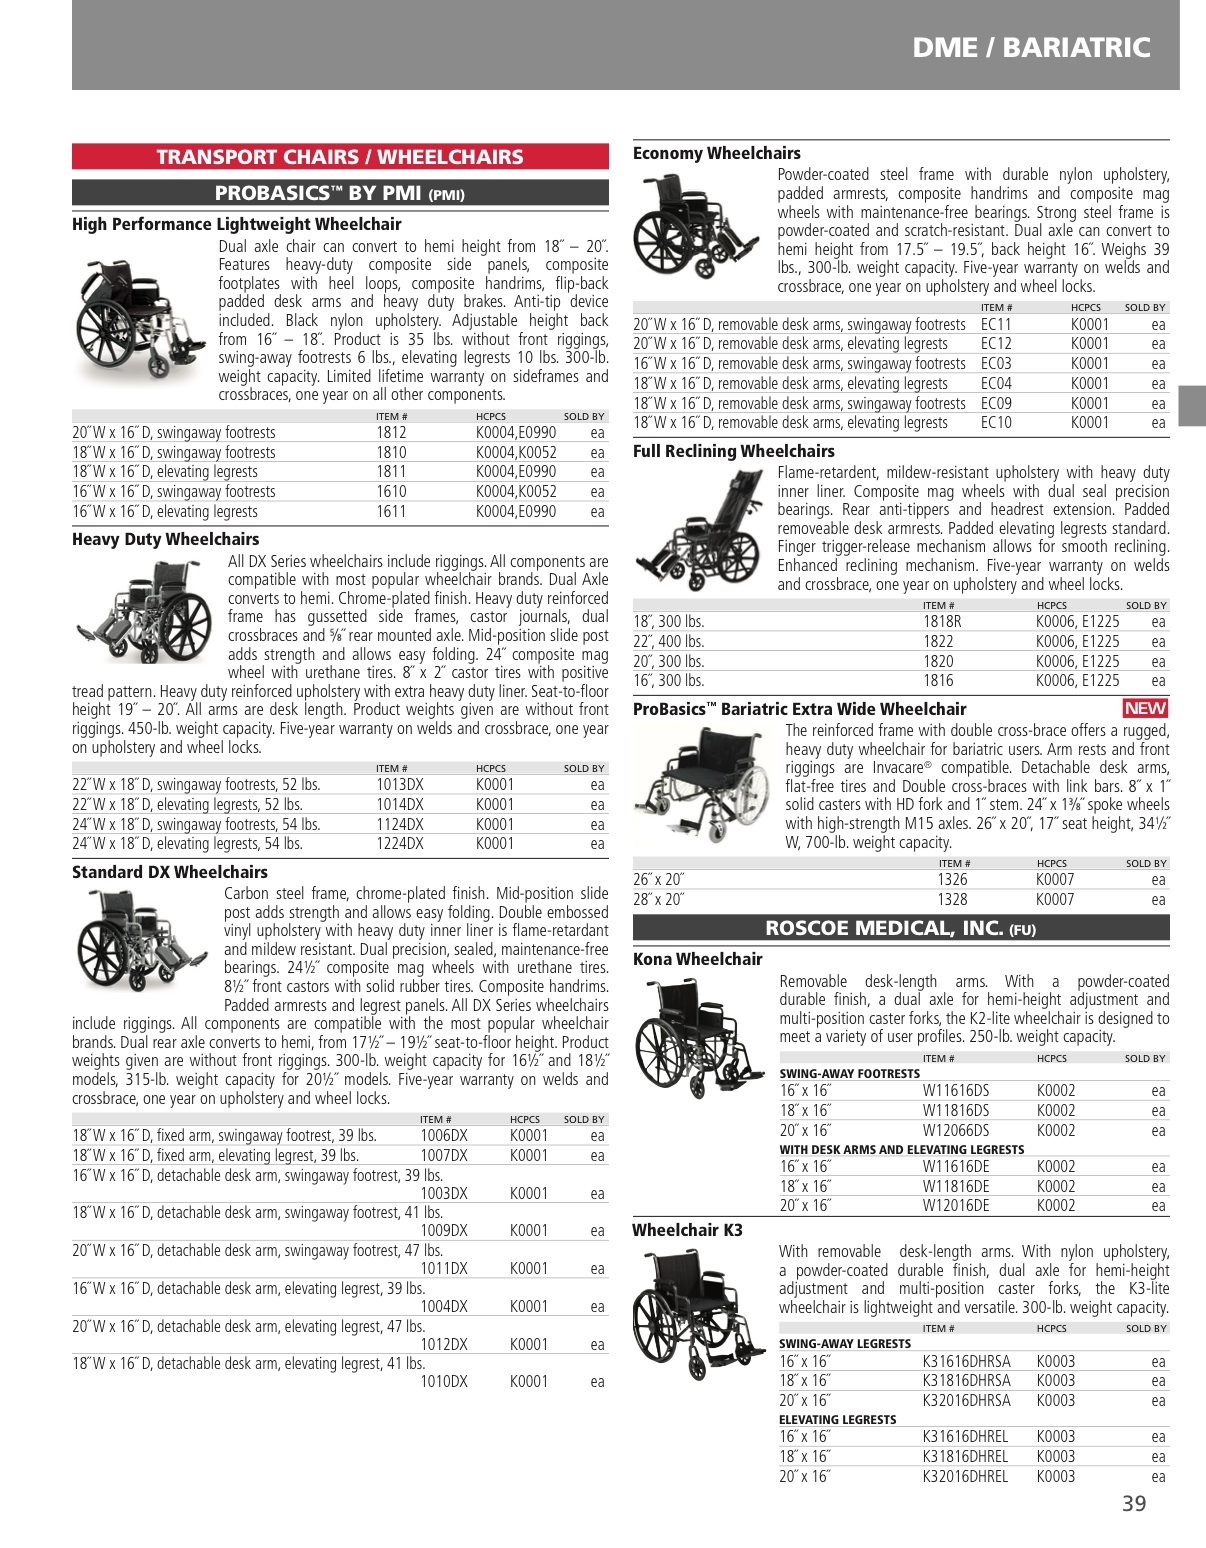 DME / BARIATRIC
TRANSPORT CHAIRS / WHEELCHAIRS
PROBASICS™ BY PMI (PMI)
High Performance Lightweight Wheelchair
Dual axle chair can convert to hemi height from 18˝ – 20˝.
Features heavy-duty composite side panels, composite
footplates with heel loops, composite handrims, flip-back
padded desk arms and heavy duty brakes. Anti-tip device
included. Black nylon upholstery. Adjustable height back
from 16˝ – 18˝. Product is 35 lbs. without front riggings,
swing-away footrests 6 lbs., elevating legrests 10 lbs. 300-lb.
weight capacity. Limited lifetime warranty on sideframes and
crossbraces, one year on all other components.
ITEM # HCPCS SOLD BY
20˝ W x 16˝ D, swingaway footrests 1812 K0004,E0990 ea
18˝ W x 16˝ D, swingaway footrests 1810 K0004,K0052 ea
18˝ W x 16˝ D, elevating legrests 1811 K0004,E0990 ea
16˝ W x 16˝ D, swingaway footrests 1610 K0004,K0052 ea
16˝ W x 16˝ D, elevating legrests 1611 K0004,E0990 ea
Heavy Duty Wheelchairs
All DX Series wheelchairs include riggings. All components are
compatible with most popular wheelchair brands. Dual Axle
converts to hemi. Chrome-plated finish. Heavy duty reinforced
frame has gussetted side frames, castor journals, dual
crossbraces and ⅝˝ rear mounted axle. Mid-position slide post
adds strength and allows easy folding. 24˝ composite mag
wheel with urethane tires. 8˝ x 2˝ castor tires with positive
tread pattern. Heavy duty reinforced upholstery with extra heavy duty liner. Seat-to-floor
height 19˝ – 20˝. All arms are desk length. Product weights given are without front
riggings. 450-lb. weight capacity. Five-year warranty on welds and crossbrace, one year
on upholstery and wheel locks.
ITEM # HCPCS SOLD BY
22˝ W x 18˝ D, swingaway footrests, 52 lbs. 1013DX K0001 ea
22˝ W x 18˝ D, elevating legrests, 52 lbs. 1014DX K0001 ea
24˝ W x 18˝ D, swingaway footrests, 54 lbs. 1124DX K0001 ea
24˝ W x 18˝ D, elevating legrests, 54 lbs. 1224DX K0001 ea
Standard DX Wheelchairs
Carbon steel frame, chrome-plated finish. Mid-position slide
post adds strength and allows easy folding. Double embossed
vinyl upholstery with heavy duty inner liner is flame-retardant
and mildew resistant. Dual precision, sealed, maintenance-free
bearings. 24½˝ composite mag wheels with urethane tires.
8½˝ front castors with solid rubber tires. Composite handrims.
Padded armrests and legrest panels. All DX Series wheelchairs
include riggings. All components are compatible with the most popular wheelchair
brands. Dual rear axle converts to hemi, from 17½˝ – 19½˝ seat-to-floor height. Product
weights given are without front riggings. 300-lb. weight capacity for 16½˝ and 18½˝
models, 315-lb. weight capacity for 20½˝ models. Five-year warranty on welds and
crossbrace, one year on upholstery and wheel locks.
ITEM # HCPCS SOLD BY
18˝ W x 16˝ D, fixed arm, swingaway footrest, 39 lbs. 1006DX K0001 ea
18˝ W x 16˝ D, fixed arm, elevating legrest, 39 lbs. 1007DX K0001 ea
16˝ W x 16˝ D, detachable desk arm, swingaway footrest, 39 lbs.
1003DX K0001 ea
18˝ W x 16˝ D, detachable desk arm, swingaway footrest, 41 lbs.
1009DX K0001 ea
20˝ W x 16˝ D, detachable desk arm, swingaway footrest, 47 lbs.
1011DX K0001 ea
16˝ W x 16˝ D, detachable desk arm, elevating legrest, 39 lbs.
1004DX K0001 ea
20˝ W x 16˝ D, detachable desk arm, elevating legrest, 47 lbs.
1012DX K0001 ea
18˝ W x 16˝ D, detachable desk arm, elevating legrest, 41 lbs.
1010DX K0001 ea
Economy Wheelchairs
Powder-coated steel frame with durable nylon upholstery,
padded armrests, composite handrims and composite mag
wheels with maintenance-free bearings. Strong steel frame is
powder-coated and scratch-resistant. Dual axle can convert to
hemi height from 17.5˝ – 19.5˝, back height 16˝. Weighs 39
lbs., 300-lb. weight capacity. Five-year warranty on welds and
crossbrace, one year on upholstery and wheel locks.
ITEM # HCPCS SOLD BY
20˝ W x 16˝ D, removable desk arms, swingaway footrests EC11 K0001 ea
20˝ W x 16˝ D, removable desk arms, elevating legrests EC12 K0001 ea
16˝ W x 16˝ D, removable desk arms, swingaway footrests EC03 K0001 ea
18˝ W x 16˝ D, removable desk arms, elevating legrests EC04 K0001 ea
18˝ W x 16˝ D, removable desk arms, swingaway footrests EC09 K0001 ea
18˝ W x 16˝ D, removable desk arms, elevating legrests EC10 K0001 ea
Full Reclining Wheelchairs
Flame-retardent, mildew-resistant upholstery with heavy duty
inner liner. Composite mag wheels with dual seal precision
bearings. Rear anti-tippers and headrest extension. Padded
removeable desk armrests. Padded elevating legrests standard.
Finger trigger-release mechanism allows for smooth reclining.
Enhanced reclining mechanism. Five-year warranty on welds
and crossbrace, one year on upholstery and wheel locks.
ITEM # HCPCS SOLD BY
18˝, 300 lbs. 1818R K0006, E1225 ea
22˝, 400 lbs. 1822 K0006, E1225 ea
20˝, 300 lbs. 1820 K0006, E1225 ea
16˝, 300 lbs. 1816 K0006, E1225 ea
ProBasics™ Bariatric Extra Wide Wheelchair NEW
The reinforced frame with double cross-brace offers a rugged,
heavy duty wheelchair for bariatric users. Arm rests and front
riggings are Invacare® compatible. Detachable desk arms,
flat-free tires and Double cross-braces with link bars. 8˝ x 1˝
solid casters with HD fork and 1˝ stem. 24˝ x 1⅜˝ spoke wheels
with high-strength M15 axles. 26˝ x 20˝, 17˝ seat height, 34½˝
W, 700-lb. weight capacity.
ITEM # HCPCS SOLD BY
26˝ x 20˝ 1326 K0007 ea
28˝ x 20˝ 1328 K0007 ea
ROSCOE MEDICAL, INC. (FU)
Kona Wheelchair
Removable desk-length arms. With a powder-coated
durable finish, a dual axle for hemi-height adjustment and
multi-position caster forks, the K2-lite wheelchair is designed to
meet a variety of user profiles. 250-lb. weight capacity.
ITEM # HCPCS SOLD BY
SWING-AWAY FOOTRESTS
16˝ x 16˝ W11616DS K0002 ea
18˝ x 16˝ W11816DS K0002 ea
20˝ x 16˝ W12066DS K0002 ea
WITH DESK ARMS AND ELEVATING LEGRESTS
16˝ x 16˝ W11616DE K0002 ea
18˝ x 16˝ W11816DE K0002 ea
20˝ x 16˝ W12016DE K0002 ea
Wheelchair K3
With removable desk-length arms. With nylon upholstery,
a powder-coated durable finish, dual axle for hemi-height
adjustment and multi-position caster forks, the K3-lite
wheelchair is lightweight and versatile. 300-lb. weight capacity.
ITEM # HCPCS SOLD BY
SWING-AWAY LEGRESTS
16˝ x 16˝ K31616DHRSA K0003 ea
18˝ x 16˝ K31816DHRSA K0003 ea
20˝ x 16˝ K32016DHRSA K0003 ea
ELEVATING LEGRESTS
16˝ x 16˝ K31616DHREL K0003 ea
18˝ x 16˝ K31816DHREL K0003 ea
20˝ x 16˝ K32016DHREL K0003 ea
39